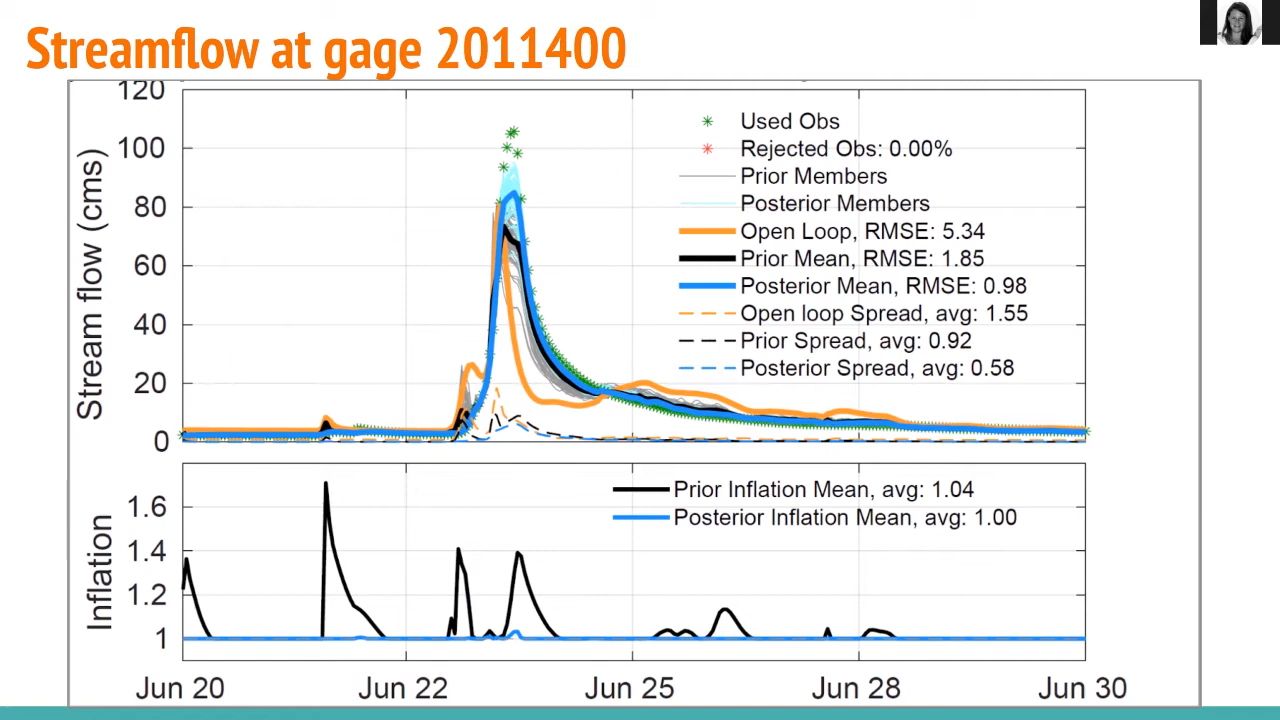 Streamflow at gage 2011400
Stream flow (cms)
120
100
80
60
40
20
0
Used Obs
Rejected Obs: 0.00%
Prior Members
Posterior Members
Open Loop, RMSE: 5.34
Prior Mean, RMSE: 1.85
Posterior Mean, RMSE: 0.98
Open loop Spread, avg: 1.55
Prior Spread, avg: 0.92
Posterior Spread, avg: 0.58
Inflation
1.6
1.4
1.2
1
Prior Inflation Mean, avg: 1.04
Posterior Inflation Mean, avg: 1.00
Jun 20 Jun 22 Jun 25 Jun 28 Jun 30